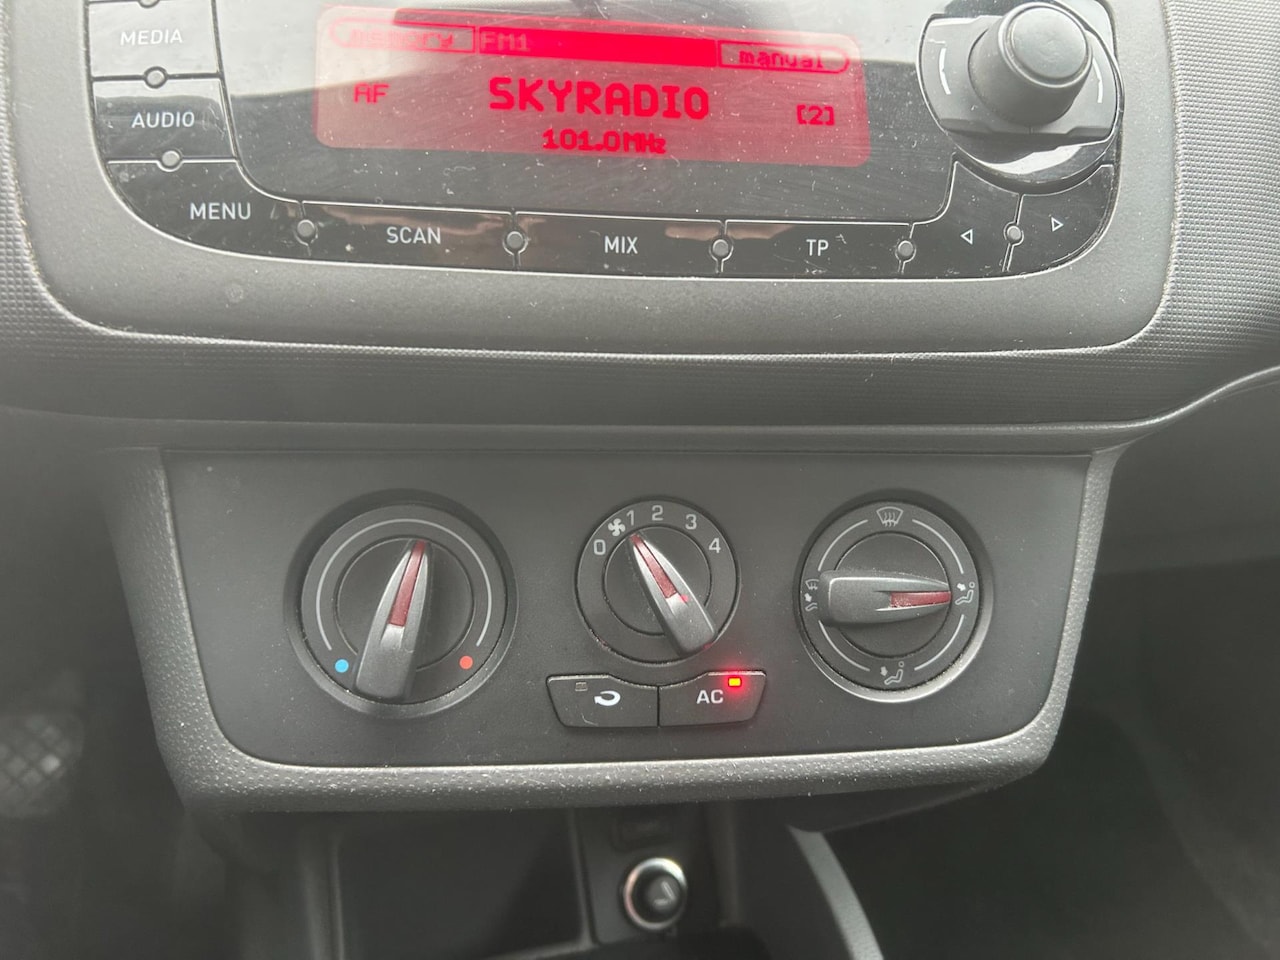 MEDIA
memory FM1 manual
AF SKYRADIO [2]
101.0MHz
AUDIO
MENU SCAN MIX TP
0 1 2 3 4
AC